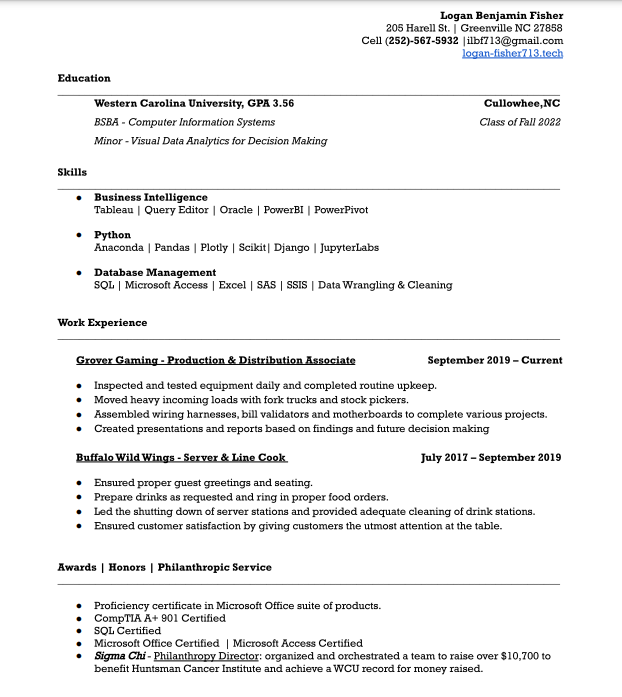 Logan Benjamin Fisher
205 Harell St. | Greenville NC 27858
Cell (252)-567-5932 |ilbf713@gmail.com
logan-fisher713.tech
Education
Western Carolina University, GPA 3.56 Cullowhee,NC
BSBA - Computer Information Systems Class of Fall 2022
Minor - Visual Data Analytics for Decision Making
Skills
• Business Intelligence
Tableau | Query Editor | Oracle | PowerBI | PowerPivot
• Python
Anaconda | Pandas | Plotly | Scikit| Django | JupyterLabs
• Database Management
SQL | Microsoft Access | Excel | SAS | SSIS | Data Wrangling & Cleaning
Work Experience
Grover Gaming - Production & Distribution Associate September 2019 – Current
• Inspected and tested equipment daily and completed routine upkeep.
• Moved heavy incoming loads with fork trucks and stock pickers.
• Assembled wiring harnesses, bill validators and motherboards to complete various projects.
• Created presentations and reports based on findings and future decision making
Buffalo Wild Wings - Server & Line Cook July 2017 – September 2019
• Ensured proper guest greetings and seating.
• Prepare drinks as requested and ring in proper food orders.
• Led the shutting down of server stations and provided adequate cleaning of drink stations.
• Ensured customer satisfaction by giving customers the utmost attention at the table.
Awards | Honors | Philanthropic Service
• Proficiency certificate in Microsoft Office suite of products.
• CompTIA A+ 901 Certified
• SQL Certified
• Microsoft Office Certified | Microsoft Access Certified
• Sigma Chi - Philanthropy Director: organized and orchestrated a team to raise over $10,700 to
benefit Huntsman Cancer Institute and achieve a WCU record for money raised.